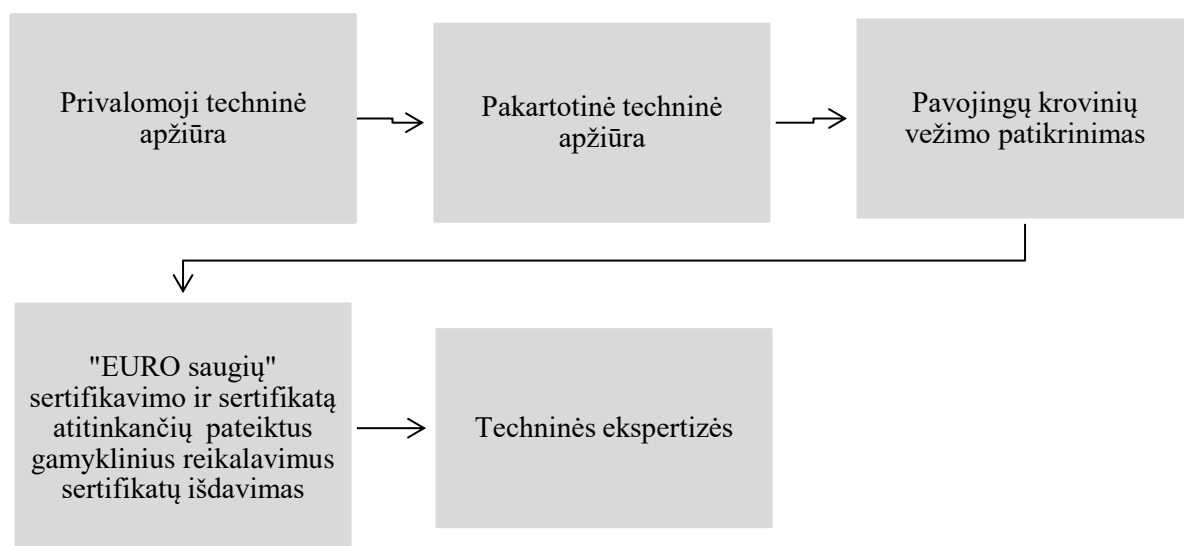 Privalomoji techninė
apžiūra
Pakartotinė techninė
apžiūra
Pavojingų krovinių
vežimo patikrinimas
"EURO saugių"
sertifikavimo ir sertifikatą
atitinkančių pateiktus
gamyklinius reikalavimus
sertifikatų išdavimas
Techninės ekspertizės